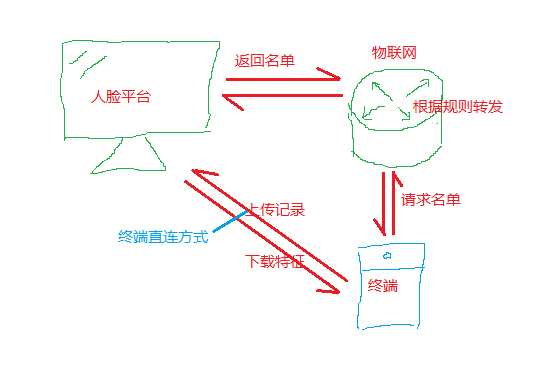 物联网
返回名单
人脸平台
根据规则转发
请求名单
上传记录
终端直连方式
下载特征
终端